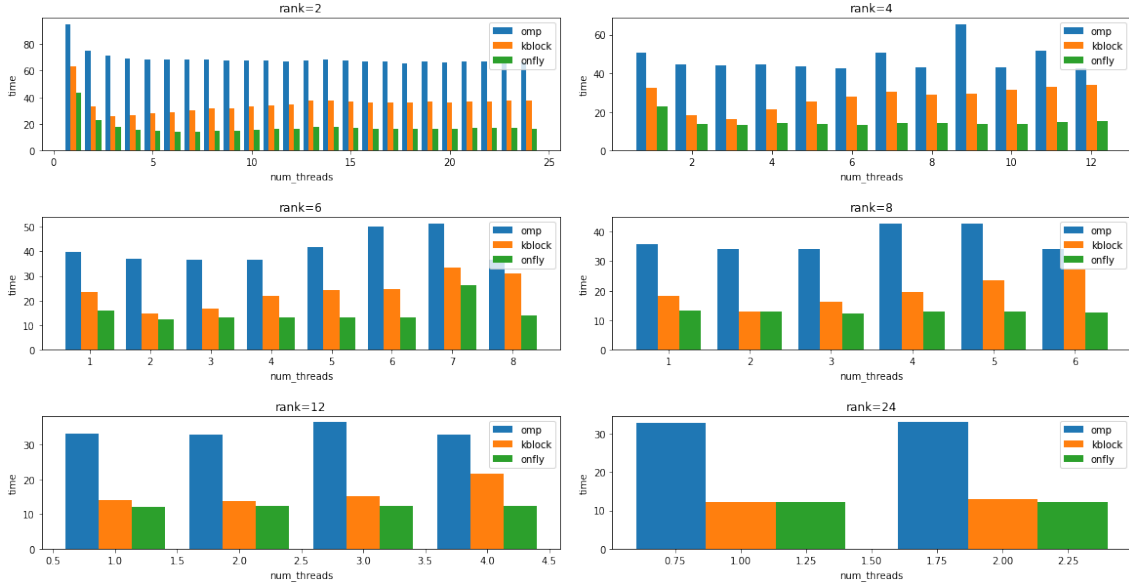 rank=2
time
80
60
40
20
0
0 5 10 15 20 25
num_threads
omp
kblock
onfly
rank=4
time
60
40
20
0
2 4 6 8 10 12
num_threads
omp
kblock
onfly
rank=6
time
50
40
30
20
10
0
1 2 3 4 5 6 7 8
num_threads
omp
kblock
onfly
rank=8
time
40
30
20
10
0
1 2 3 4 5 6
num_threads
omp
kblock
onfly
rank=12
time
30
20
10
0
0.5 1.0 1.5 2.0 2.5 3.0 3.5 4.0 4.5
num_threads
omp
kblock
onfly
rank=24
time
30
20
10
0
0.75 1.00 1.25 1.50 1.75 2.00 2.25
num_threads
omp
kblock
onfly